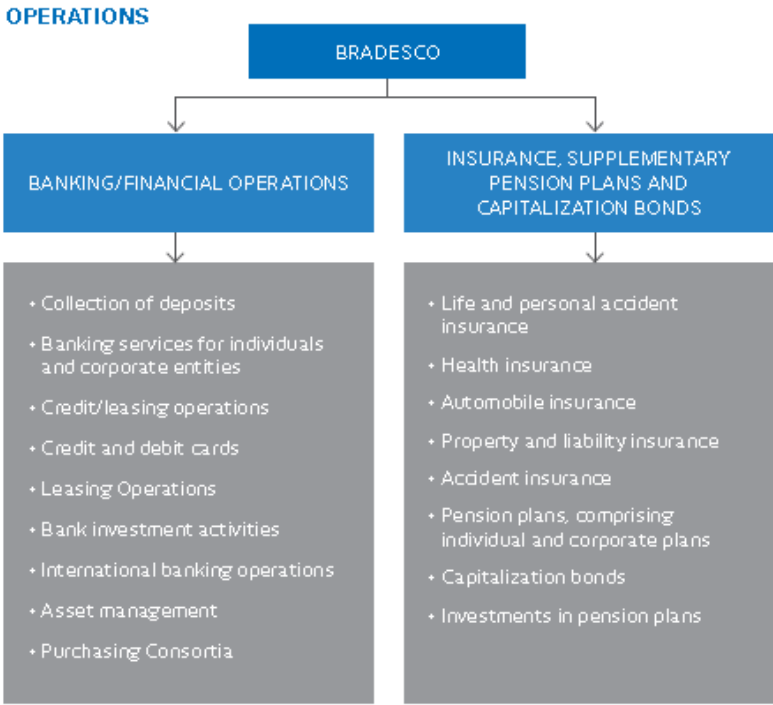 OPERATIONS
BRADESCO
BANKING/FINANCIAL OPERATIONS
• Collection of deposits
• Banking services for individuals
and corporate entities
• Credit/leasing operations
• Credit and debit cards
• Leasing Operations
• Bank investment activities
• International banking operations
• Asset management
• Purchasing Consortia
INSURANCE, SUPPLEMENTARY
PENSION PLANS AND
CAPITALIZATION BONDS
• Life and personal accident
insurance
• Health insurance
• Automobile insurance
• Property and liability insurance
• Accident insurance
• Pension plans, comprising
individual and corporate plans
• Capitalization bonds
• Investments in pension plans